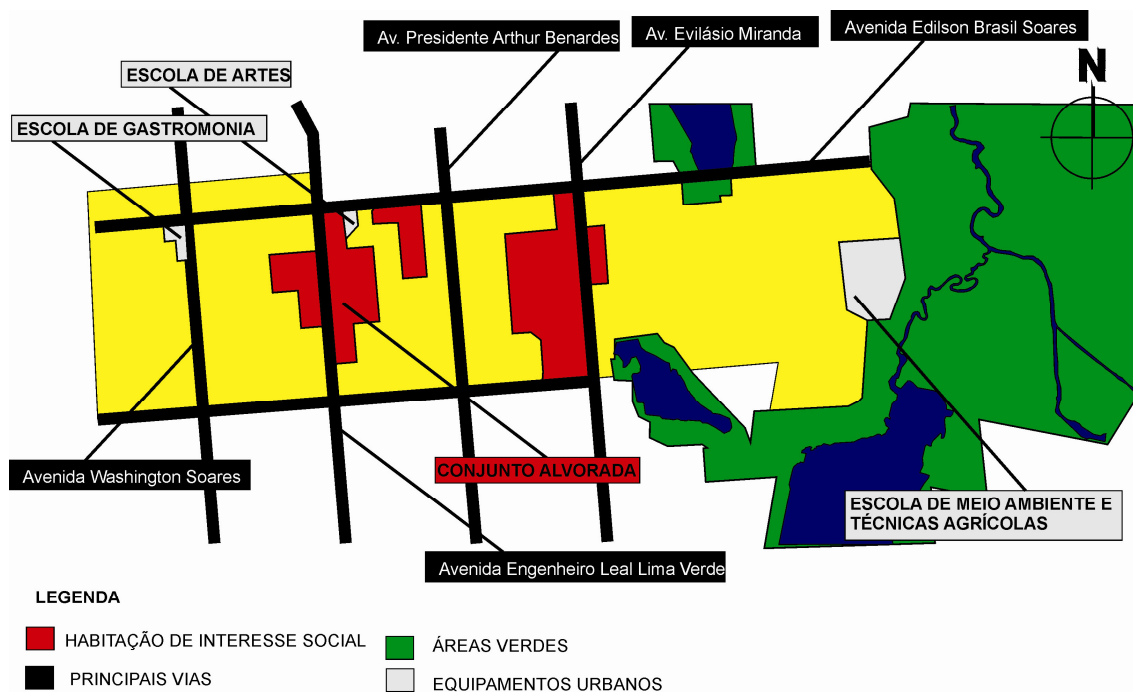 Av. Presidente Arthur Benardes
Av. Evilásio Miranda
Avenida Edilson Brasil Soares
ESCOLA DE ARTES
N
ESCOLA DE GASTROMONIA
Avenida Washington Soares
CONJUNTO ALVORADA
ESCOLA DE MEIO AMBIENTE E
TÉCNICAS AGRÍCOLAS
Avenida Engenheiro Leal Lima Verde
LEGENDA
HABITAÇÃO DE INTERESSE SOCIAL
ÁREAS VERDES
PRINCIPAIS VIAS
EQUIPAMENTOS URBANOS